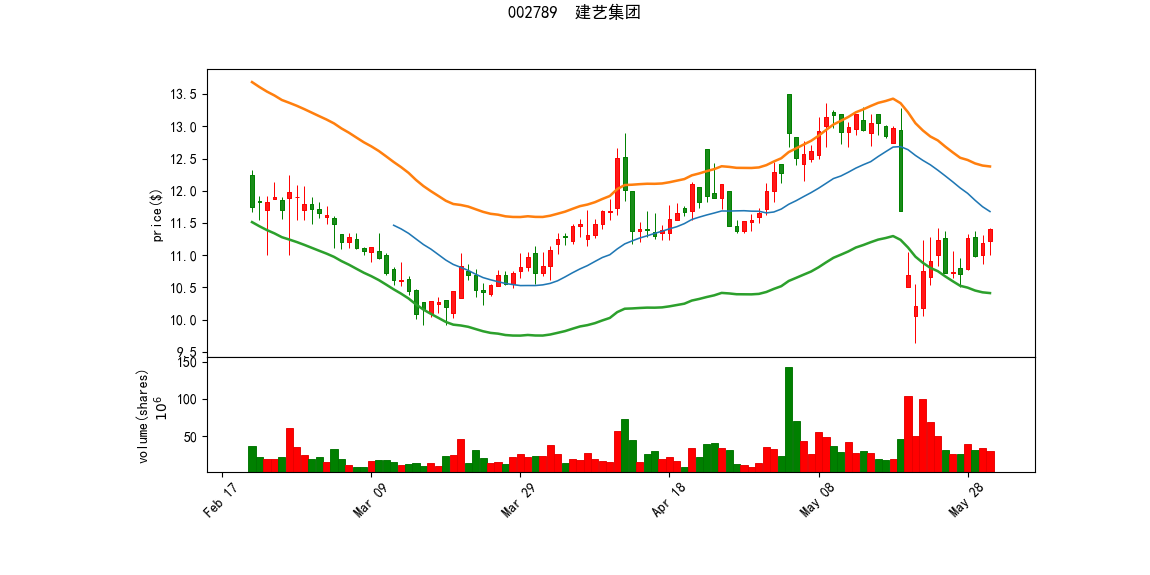 002789 建艺集团
price($)
13.5
13.0
12.5
12.0
11.5
11.0
10.5
10.0
9.5
volume(shares)
10^6
150
100
50
Feb 17
Mar 09
Mar 29
Apr 18
May 08
May 28